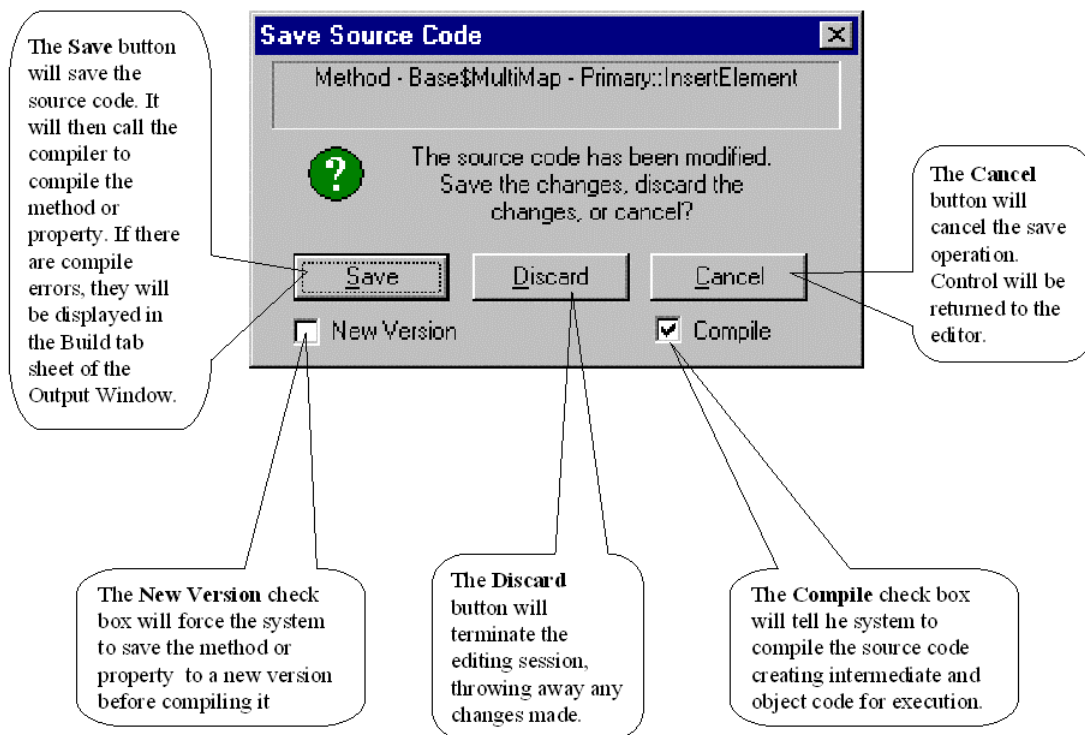 Save Source Code
Method - Base$MultiMap - Primary::InsertElement
?
The source code has been modified.
Save the changes, discard the
changes, or cancel?
Save
Discard
Cancel
New Version
Compile
The Save button
will save the
source code. It
will then call the
compiler to
compile the
method or
property. If there
are compile
errors, they will
be displayed in
the Build tab
sheet of the
Output Window.
The Cancel
button will
cancel the save
operation.
Control will be
returned to the
editor.
The New Version check
box will force the system
to save the method or
property to a new version
before compiling it
The Discard
button will
terminate the
editing session,
throwing away any
changes made.
The Compile check box
will tell he system to
compile the source code
creating intermediate and
object code for execution.